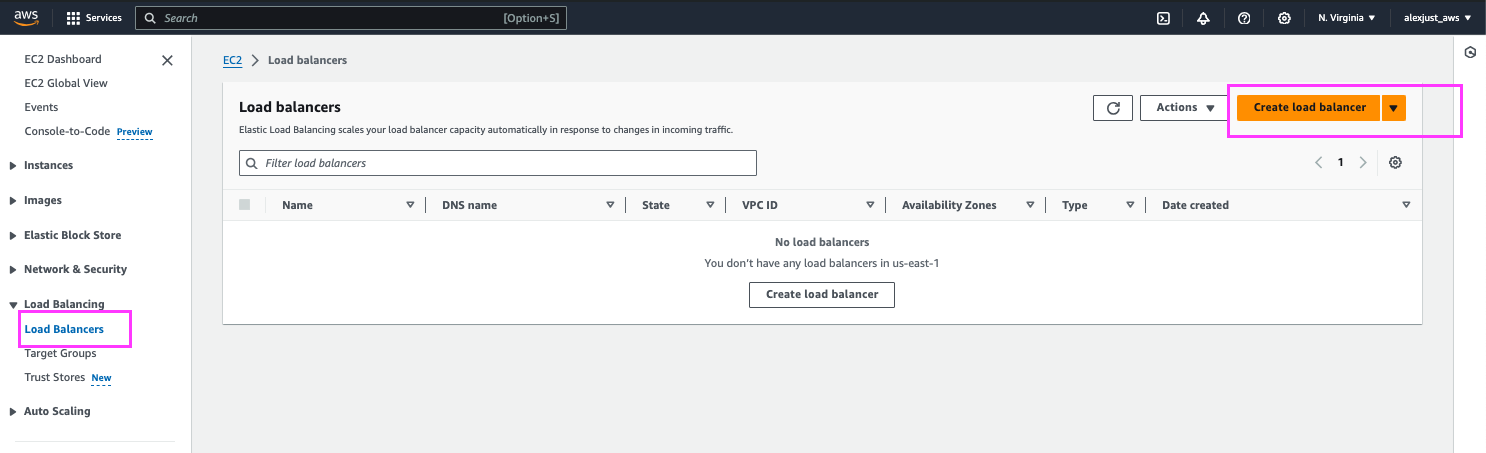 aws Services Search [Option+S] N. Virginia alexjust_aws
EC2 Dashboard
EC2 Global View
Events
Console-to-Code Preview
Instances
Images
Elastic Block Store
Network & Security
Load Balancing
Load Balancers
Target Groups
Trust Stores New
Auto Scaling
EC2 Load balancers
Load balancers
Elastic Load Balancing scales your load balancer capacity automatically in response to changes in incoming traffic.
Actions Create load balancer
Filter load balancers
1
Name DNS name State VPC ID Availability Zones Type Date created
No load balancers
You don't have any load balancers in us-east-1
Create load balancer